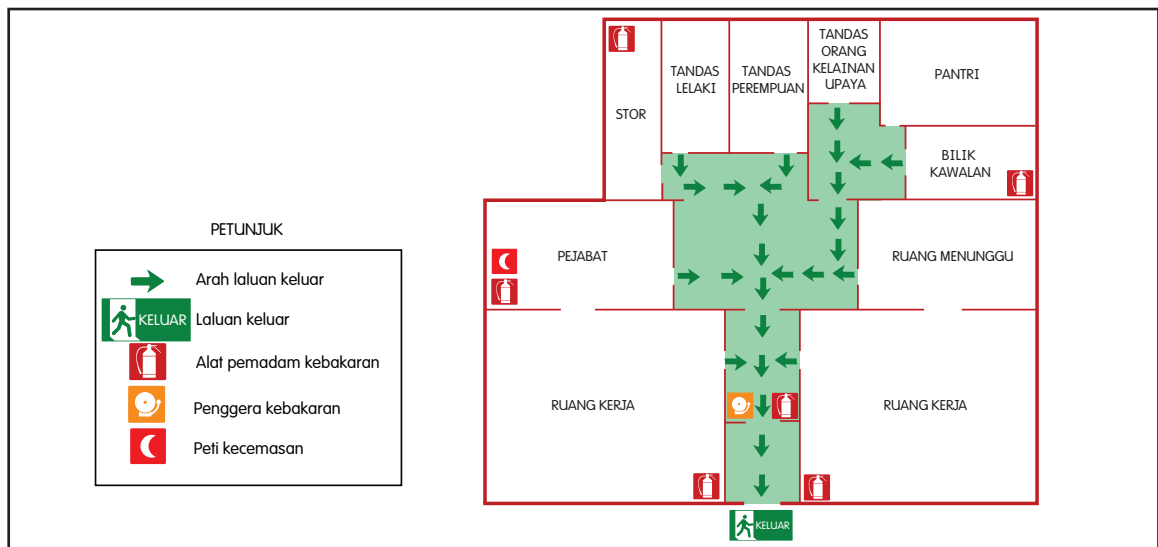 TANDAS
ORANG
KELAINAN
UPAYA
TANDAS
LELAKI
TANDAS
PEREMPUAN
PANTRI
STOR
BILIK
KAWALAN
PETUNJUK
Arah laluan keluar
KELUAR
Laluan keluar
Alat pemadam kebakaran
Penggera kebakaran
Peti kecemasan
PEJABAT
RUANG MENUNGGU
RUANG KERJA
RUANG KERJA
KELUAR